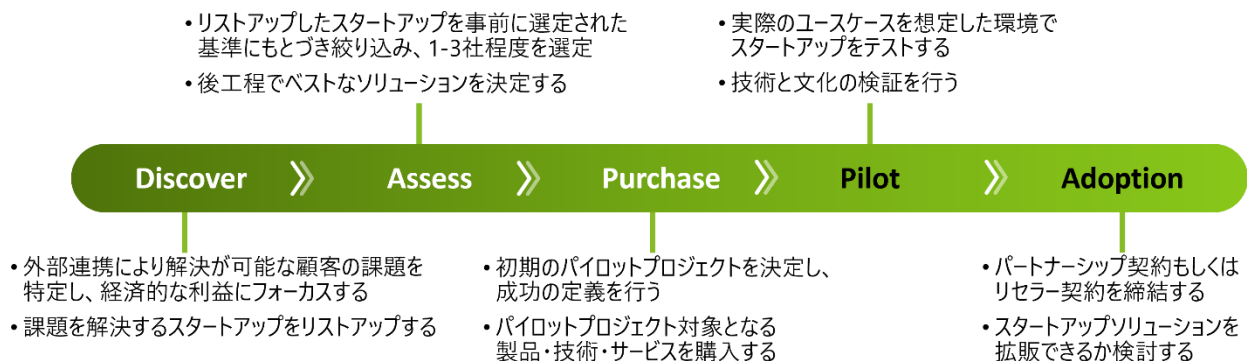 • リストアップしたスタートアップを事前に選定された
基準にもとづき絞り込み、1-3社程度を選定
• 後工程でベストなソリューションを決定する
• 実際のユースケースを想定した環境で
スタートアップをテストする
• 技術と文化の検証を行う
Discover
Assess
Purchase
Pilot
Adoption
• 外部連携により解決が可能な顧客の課題を
特定し、経済的な利益にフォーカスする
• 課題を解決するスタートアップをリストアップする
• 初期のパイロットプロジェクトを決定し、
成功の定義を行う
• パイロットプロジェクト対象となる
製品・技術・サービスを購入する
• パートナーシップ契約もしくは
リセラー契約を締結する
• スタートアップソリューションを
拡販できるか検討する